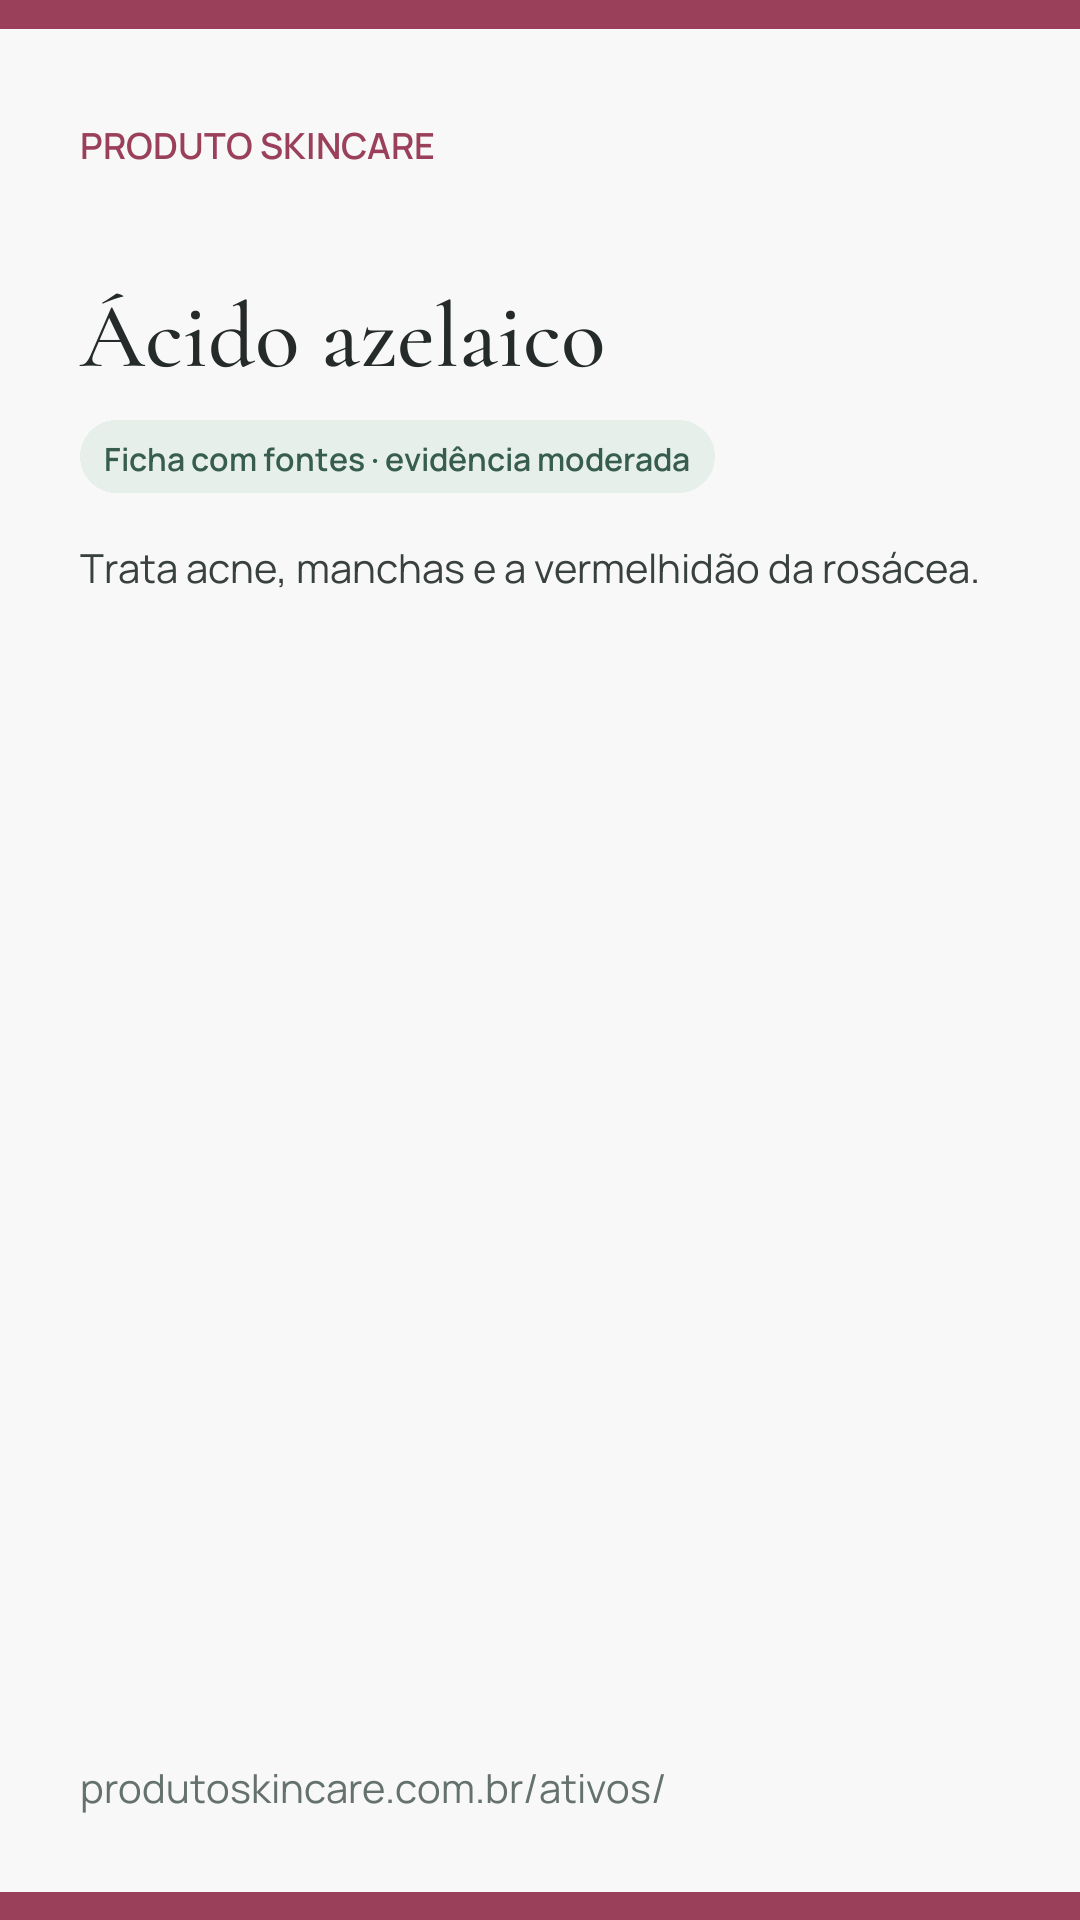 PRODUTO SKINCARE
Ácido azelaico
Ficha com fontes · evidência moderada
Trata acne, manchas e a vermelhidão da rosácea.
produtoskincare.com.br/ativos/